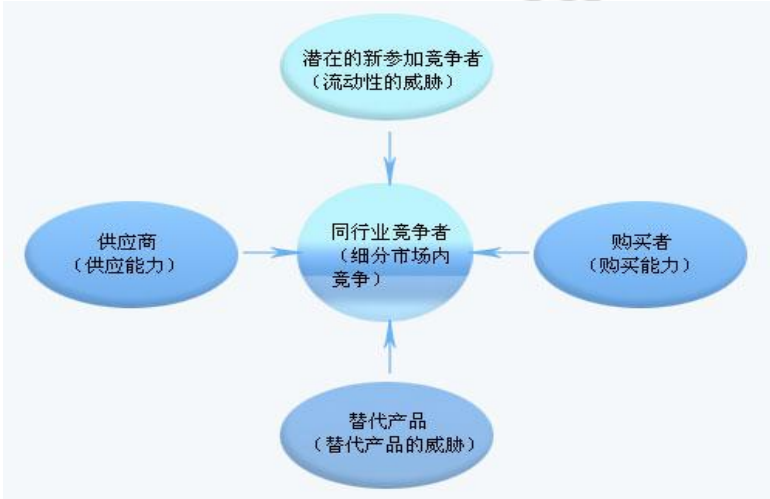 潜在的新参加竞争者
（流动性的威胁）
供应商
（供应能力）
同行业竞争者
（细分市场内
竞争）
购买者
（购买能力）
替代产品
（替代产品的威胁）